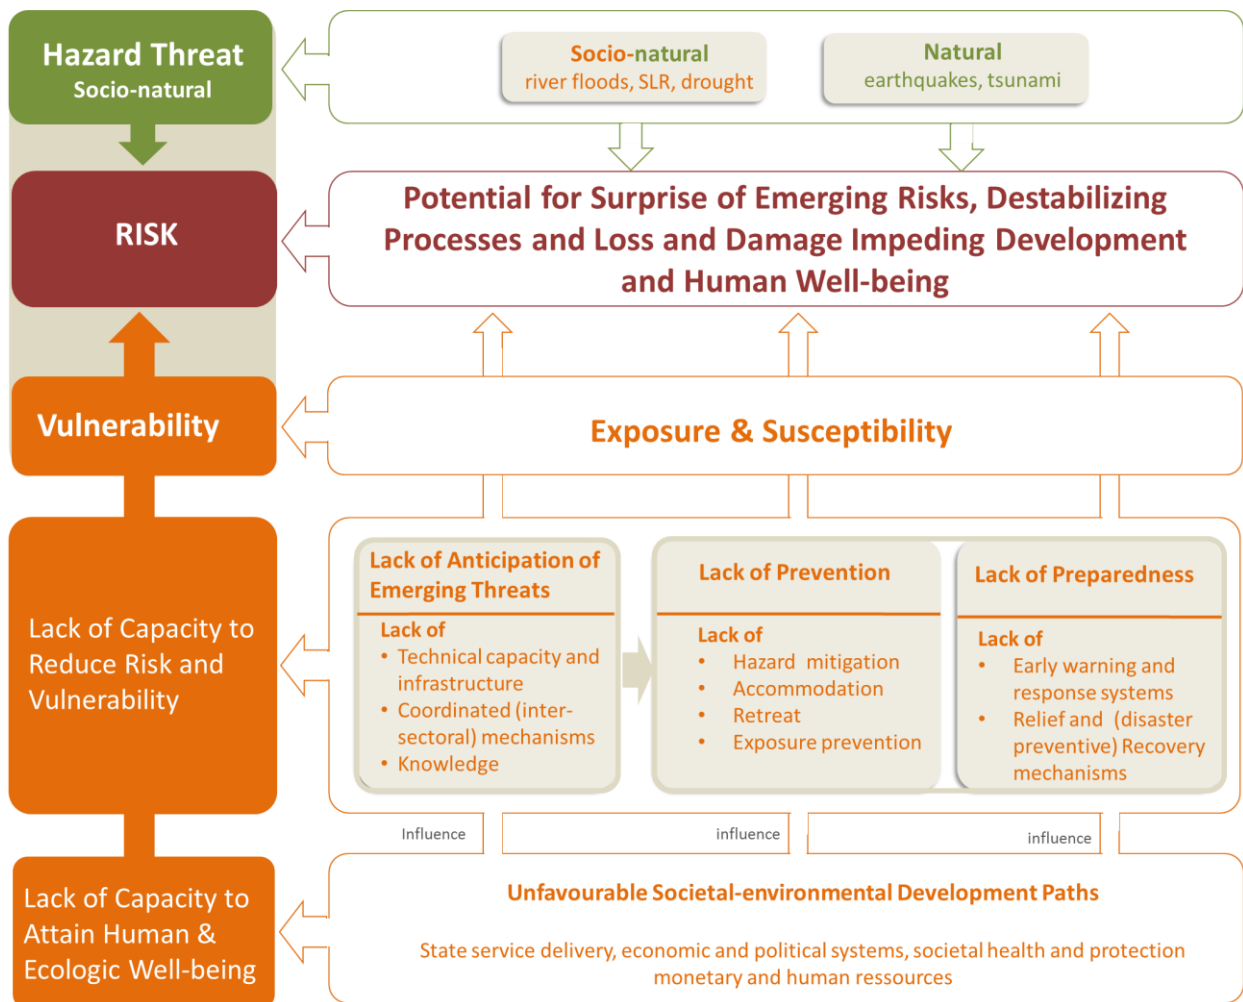 Hazard Threat
Socio-natural
Socio-natural
river floods, SLR, drought
Natural
earthquakes, tsunami
RISK
Potential for Surprise of Emerging Risks, Destabilizing
Processes and Loss and Damage Impeding Development
and Human Well-being
Vulnerability
Exposure & Susceptibility
Lack of Capacity to
Reduce Risk and
Vulnerability
Lack of Anticipation of
Emerging Threats
Lack of
• Technical capacity and
infrastructure
• Coordinated (inter-
sectoral) mechanisms
• Knowledge
Lack of Prevention
Lack of
• Hazard mitigation
• Accommodation
• Retreat
• Exposure prevention
Lack of Preparedness
Lack of
• Early warning and
response systems
• Relief and (disaster
preventive) Recovery
mechanisms
Influence
influence
influence
Lack of Capacity to
Attain Human &
Ecologic Well-being
Unfavourable Societal-environmental Development Paths
State service delivery, economic and political systems, societal health and protection
monetary and human ressources